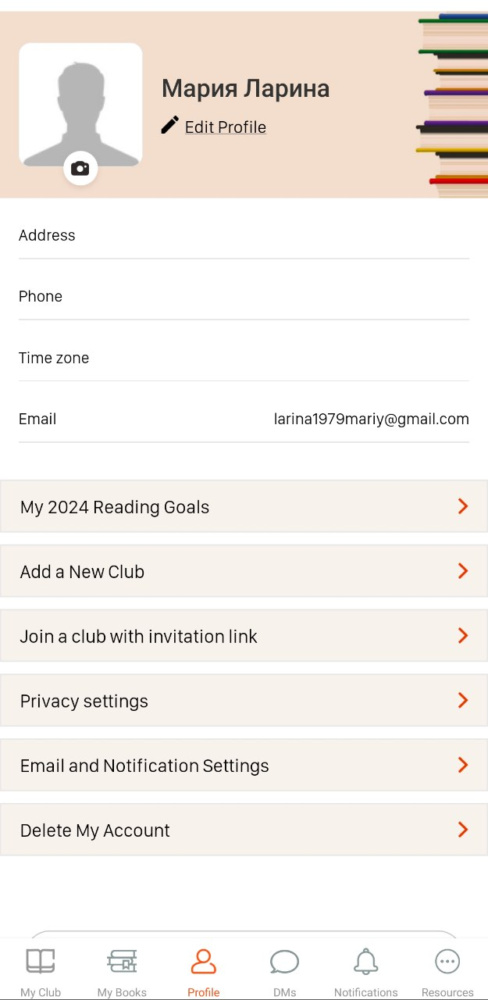 Мария Ларина
Edit Profile
Address
Phone
Time zone
Email larina1979mariy@gmail.com
My 2024 Reading Goals
Add a New Club
Join a club with invitation link
Privacy settings
Email and Notification Settings
Delete My Account
My Club My Books Profile DMs Notifications Resources